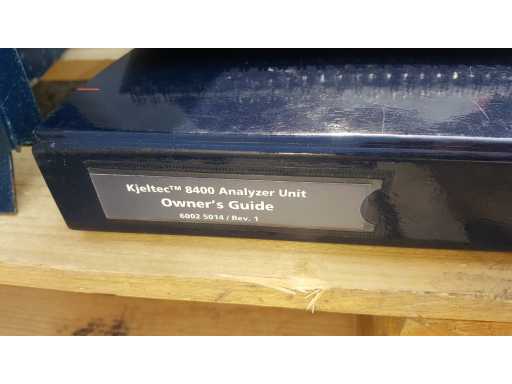 Kjeltec™ 8400 Analyzer Unit
Owner's Guide
6002 5014 / Rev. 1